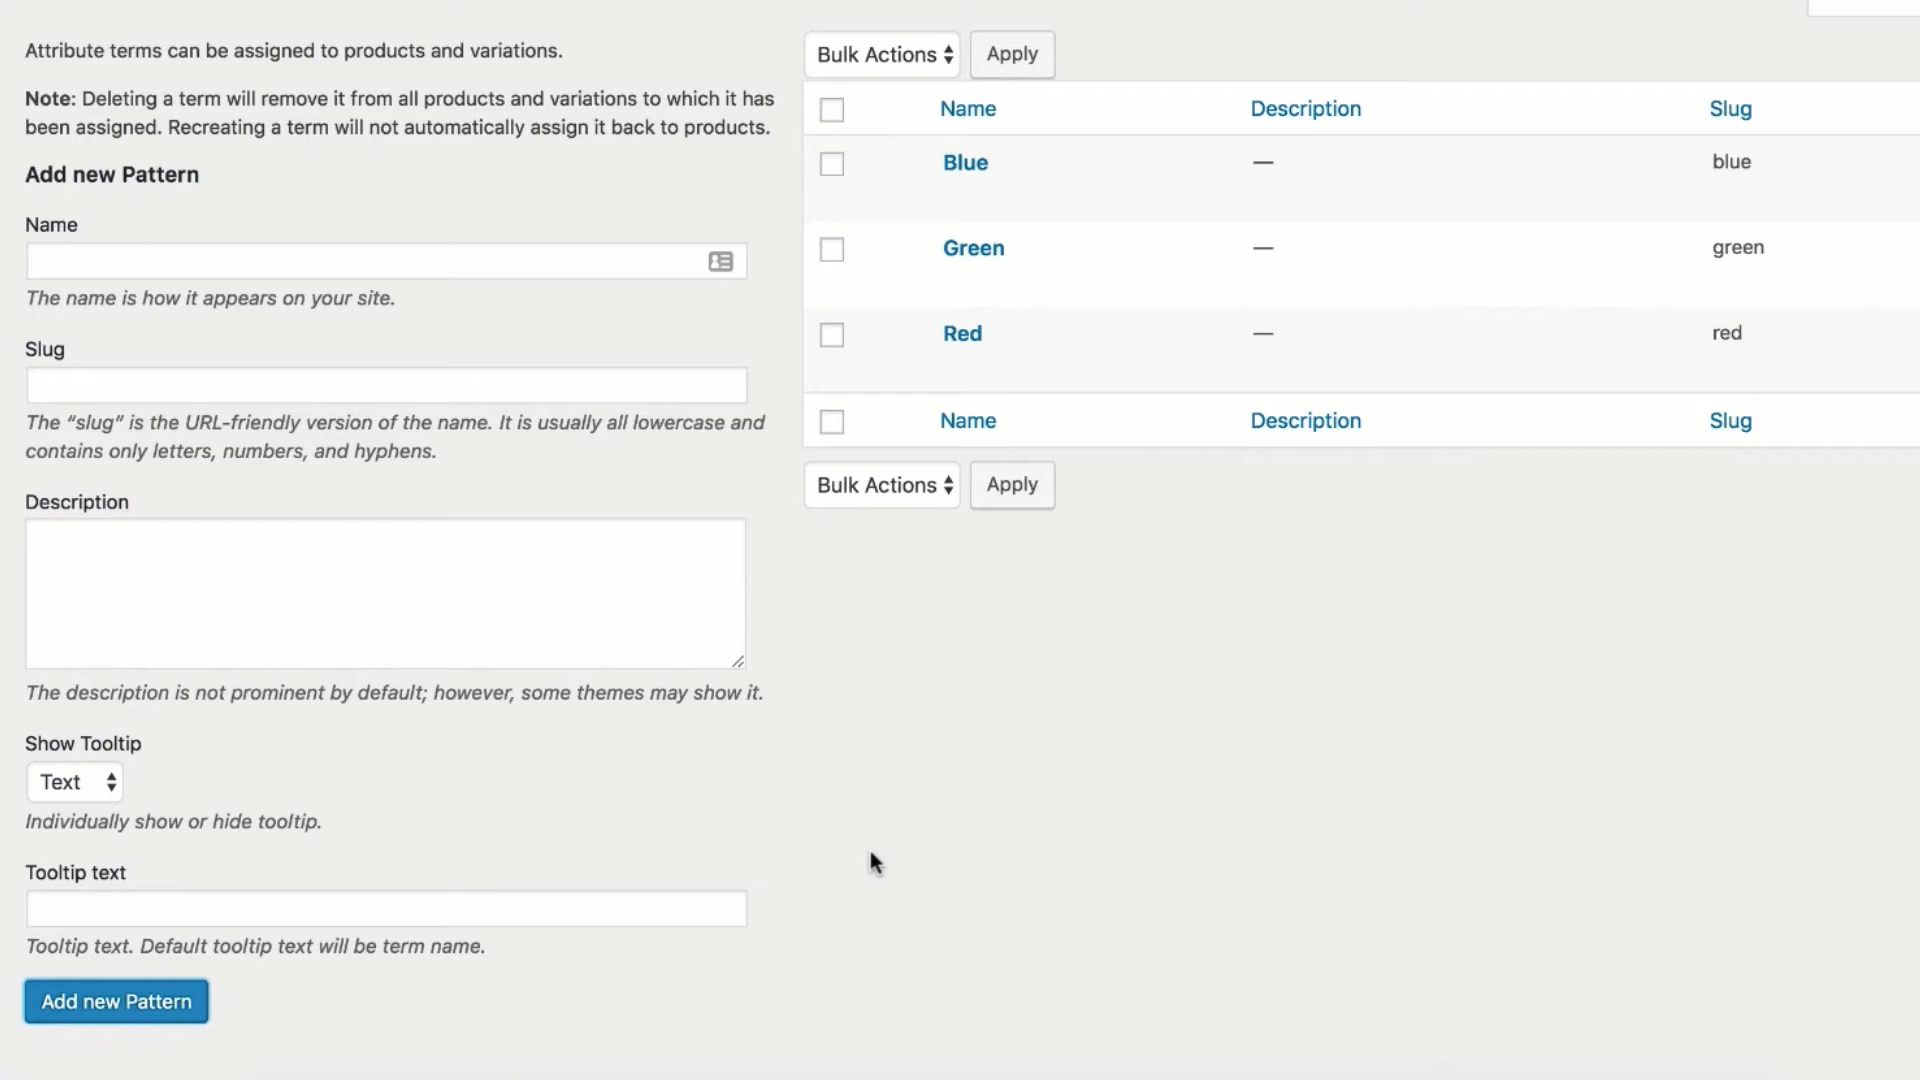 Attribute terms can be assigned to products and variations.
Note: Deleting a term will remove it from all products and variations to which it has
been assigned. Recreating a term will not automatically assign it back to products.
Add new Pattern
Name
The name is how it appears on your site.
Slug
The “slug” is the URL-friendly version of the name. It is usually all lowercase and
contains only letters, numbers, and hyphens.
Description
The description is not prominent by default; however, some themes may show it.
Show Tooltip
Text
Individually show or hide tooltip.
Tooltip text
Tooltip text. Default tooltip text will be term name.
Add new Pattern
Bulk Actions Apply
Name Description Slug
Blue — blue
Green — green
Red — red
Name Description Slug
Bulk Actions Apply